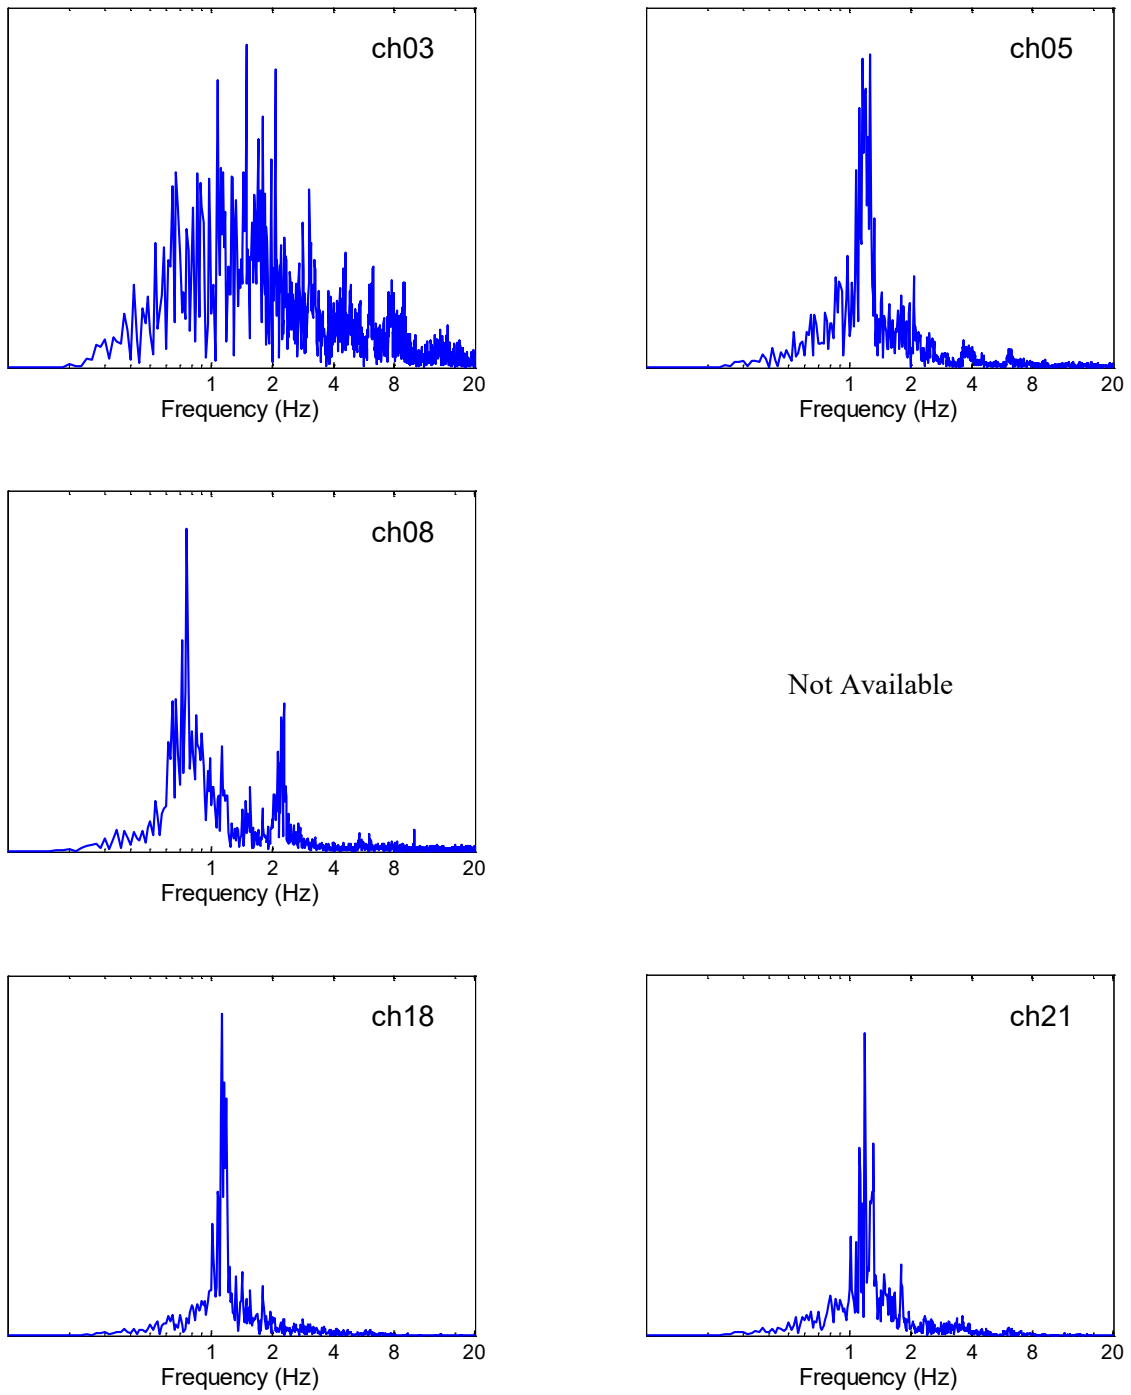 ch03
1 2 4 8 20
Frequency (Hz)
ch05
1 2 4 8 20
Frequency (Hz)
ch08
1 2 4 8 20
Frequency (Hz)
Not Available
ch18
1 2 4 8 20
Frequency (Hz)
ch21
1 2 4 8 20
Frequency (Hz)